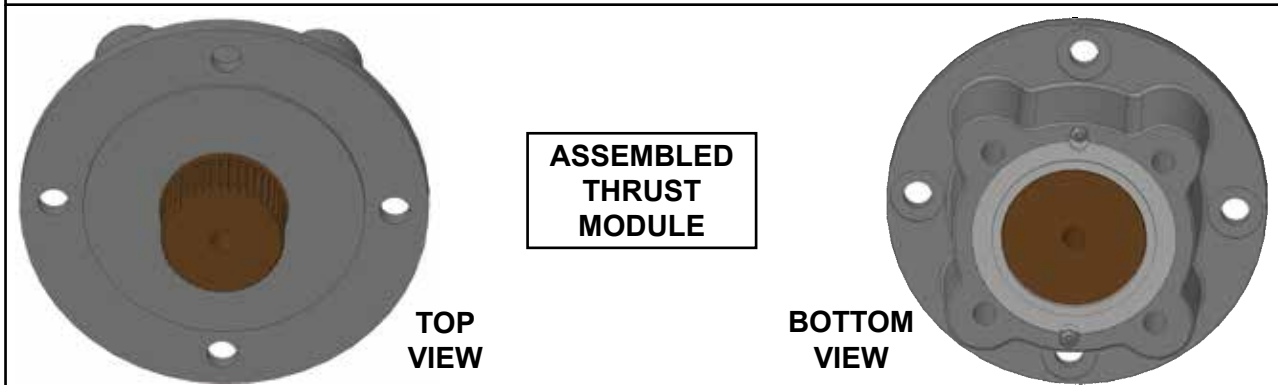 ASSEMBLED
THRUST
MODULE
TOP
VIEW
BOTTOM
VIEW